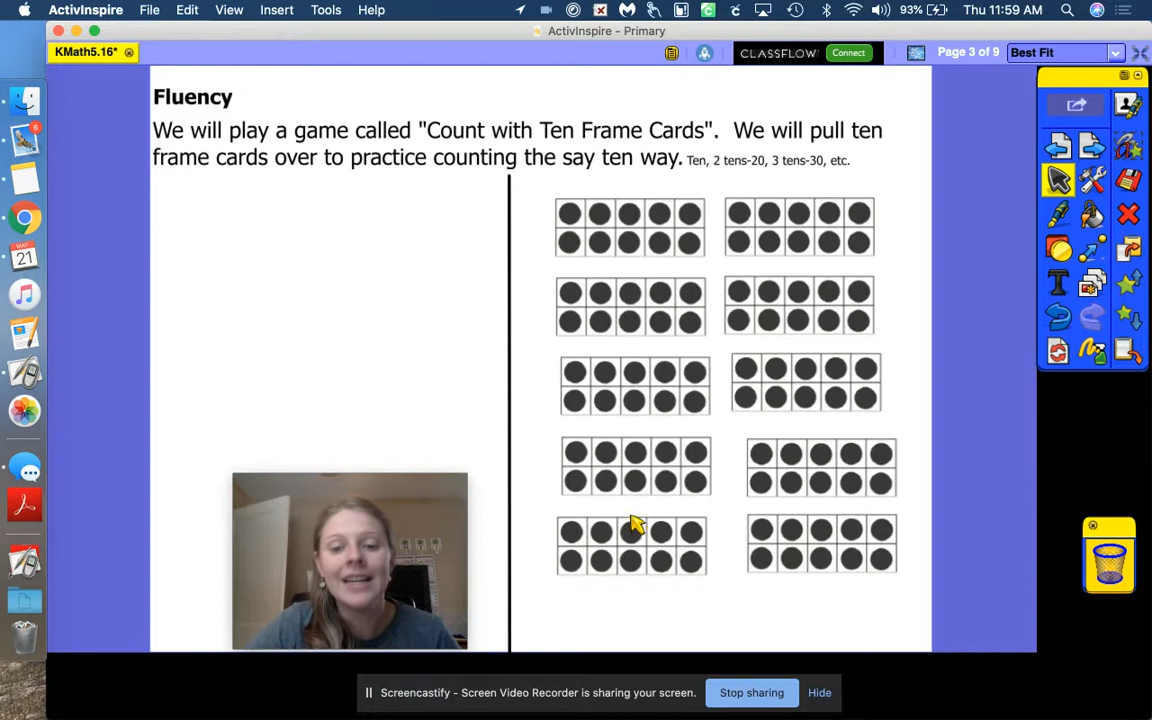 ActivInspire File Edit View Insert Tools Help 93% Thu 11:59 AM
ActivInspire - Primary
KMath5.16* CLASSFLOW Connect Page 3 of 9 Best Fit
Fluency
We will play a game called "Count with Ten Frame Cards". We will pull ten
frame cards over to practice counting the say ten way. Ten, 2 tens-20, 3 tens-30, etc.
6
MAY
21
T
Screencastify - Screen Video Recorder is sharing your screen. Stop sharing Hide